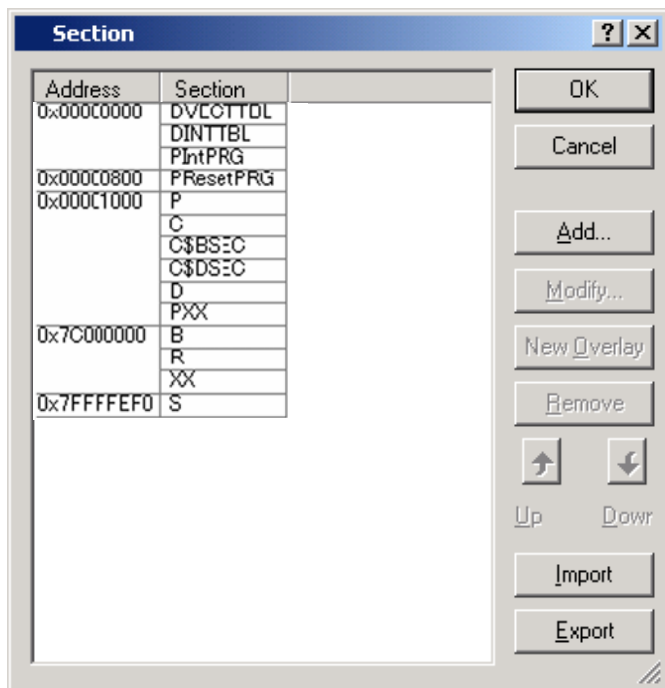 Section
Address Section
0x00000000 DVECTTBL
DINTTBL
PIntPRG
0x00000800 PResetPRG
0x00001000 P
C
C$BSEC
C$DSEC
D
PXX
0x7C000000 B
R
XX
0x7FFFFEF0 S
OK
Cancel
Add...
Modify...
New Overlay
Remove
Up Down
Import
Export